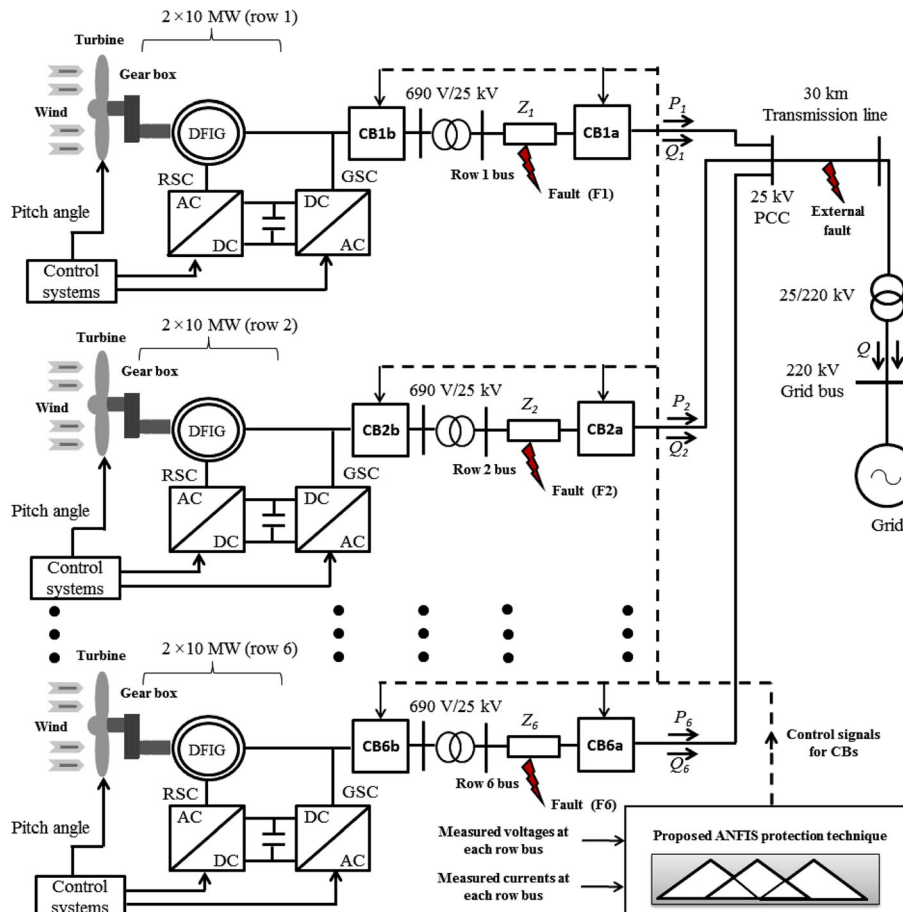 2 ×10 MW (row 1)
Turbine
Gear box
Wind
DFIG
RSC
GSC
AC
DC
DC
AC
Pitch angle
Control
systems
CB1b
690 V/25 kV
Row 1 bus
Z1
Fault (F1)
CB1a
P1
Q1
30 km
Transmission line
25 kV
PCC
External
fault
25/220 kV
Q
220 kV
Grid bus
Grid
2 ×10 MW (row 2)
Turbine
Gear box
Wind
DFIG
RSC
GSC
AC
DC
DC
AC
Pitch angle
Control
systems
CB2b
690 V/25 kV
Row 2 bus
Z2
Fault (F2)
CB2a
P2
Q2
2 ×10 MW (row 6)
Turbine
Gear box
Wind
DFIG
RSC
GSC
AC
DC
DC
AC
Pitch angle
Control
systems
CB6b
690 V/25 kV
Row 6 bus
Z6
Fault (F6)
CB6a
P6
Q6
Control signals
for CBs
Measured voltages at
each row bus
Measured currents at
each row bus
Proposed ANFIS protection technique